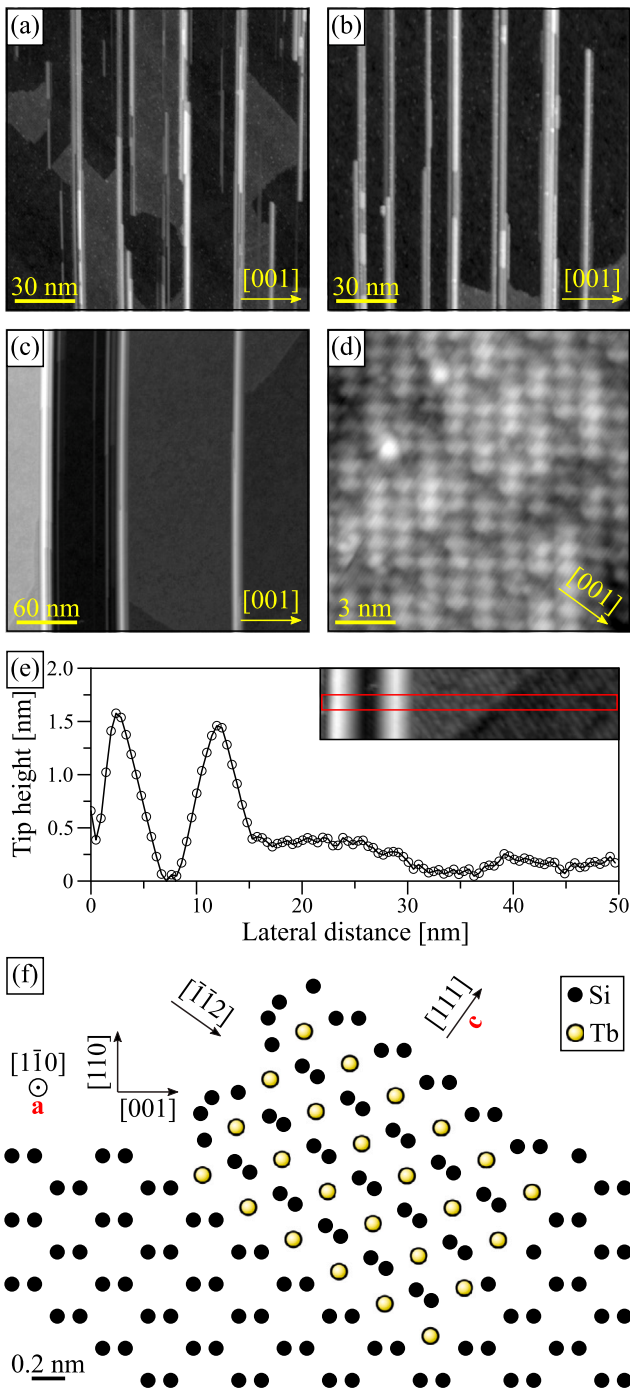 (a)
30 nm
[001]
(b)
30 nm
[001]
(c)
60 nm
[001]
(d)
3 nm
[001]
(e)
2.0
1.5
1.0
0.5
0
Tip height [nm]
0 10 20 30 40 50
Lateral distance [nm]
(f)
[1̅1̅2]
[111]
c
Si
Tb
[11̅0]
a
[110]
[001]
0.2 nm